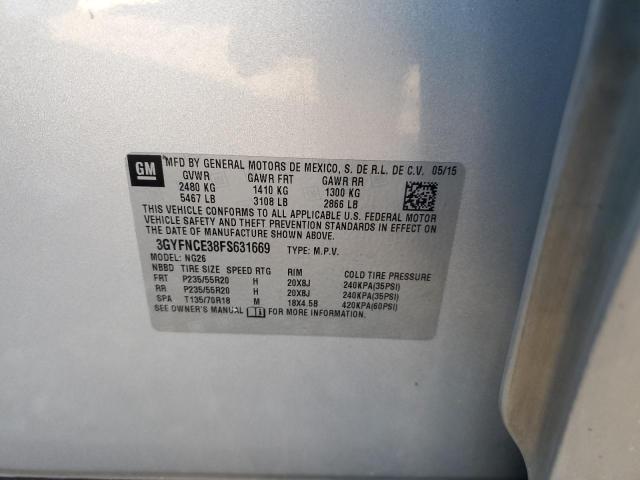 GM
MFD BY GENERAL MOTORS DE MEXICO, S. DE R.L. DE C.V. 05/15
GVWR GAWR FRT GAWR RR
2480 KG 1410 KG 1300 KG
5467 LB 3108 LB 2866 LB
THIS VEHICLE CONFORMS TO ALL APPLICABLE U.S. FEDERAL MOTOR
VEHICLE SAFETY AND THEFT PREVENTION STANDARDS IN EFFECT ON
THE DATE OF MANUFACTURE SHOWN ABOVE.
3GYFNCE38FS631669 TYPE: M.P.V.
MODEL: NG26
NBBD TIRE SIZE SPEED RTG RIM COLD TIRE PRESSURE
FRT P235/55R20 H 20X8J 240KPA(35PSI)
RR P235/55R20 H 20X8J 240KPA(35PSI)
SPA T135/70R18 M 18X4.5B 420KPA(60PSI)
SEE OWNER'S MANUAL FOR MORE INFORMATION.